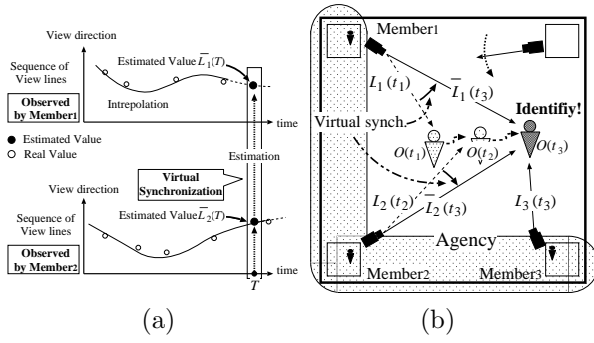 View direction
Sequence of
View lines
Observed
by Member1
Estimated Value L̅1(T)
Intrepolation
time
● Estimated Value
○ Real Value
Estimation
Virtual
Synchronization
View direction
Sequence of
View lines
Observed
by Member2
Estimated Value L̅2(T)
time
T
(a)
Member1
L1(t1)
L̅1(t3)
Identifiy!
Virtual synch.
O(t1)
O(t2)
O(t3)
L2(t2)
L̅2(t3)
L3(t3)
Agency
Member2
Member3
(b)